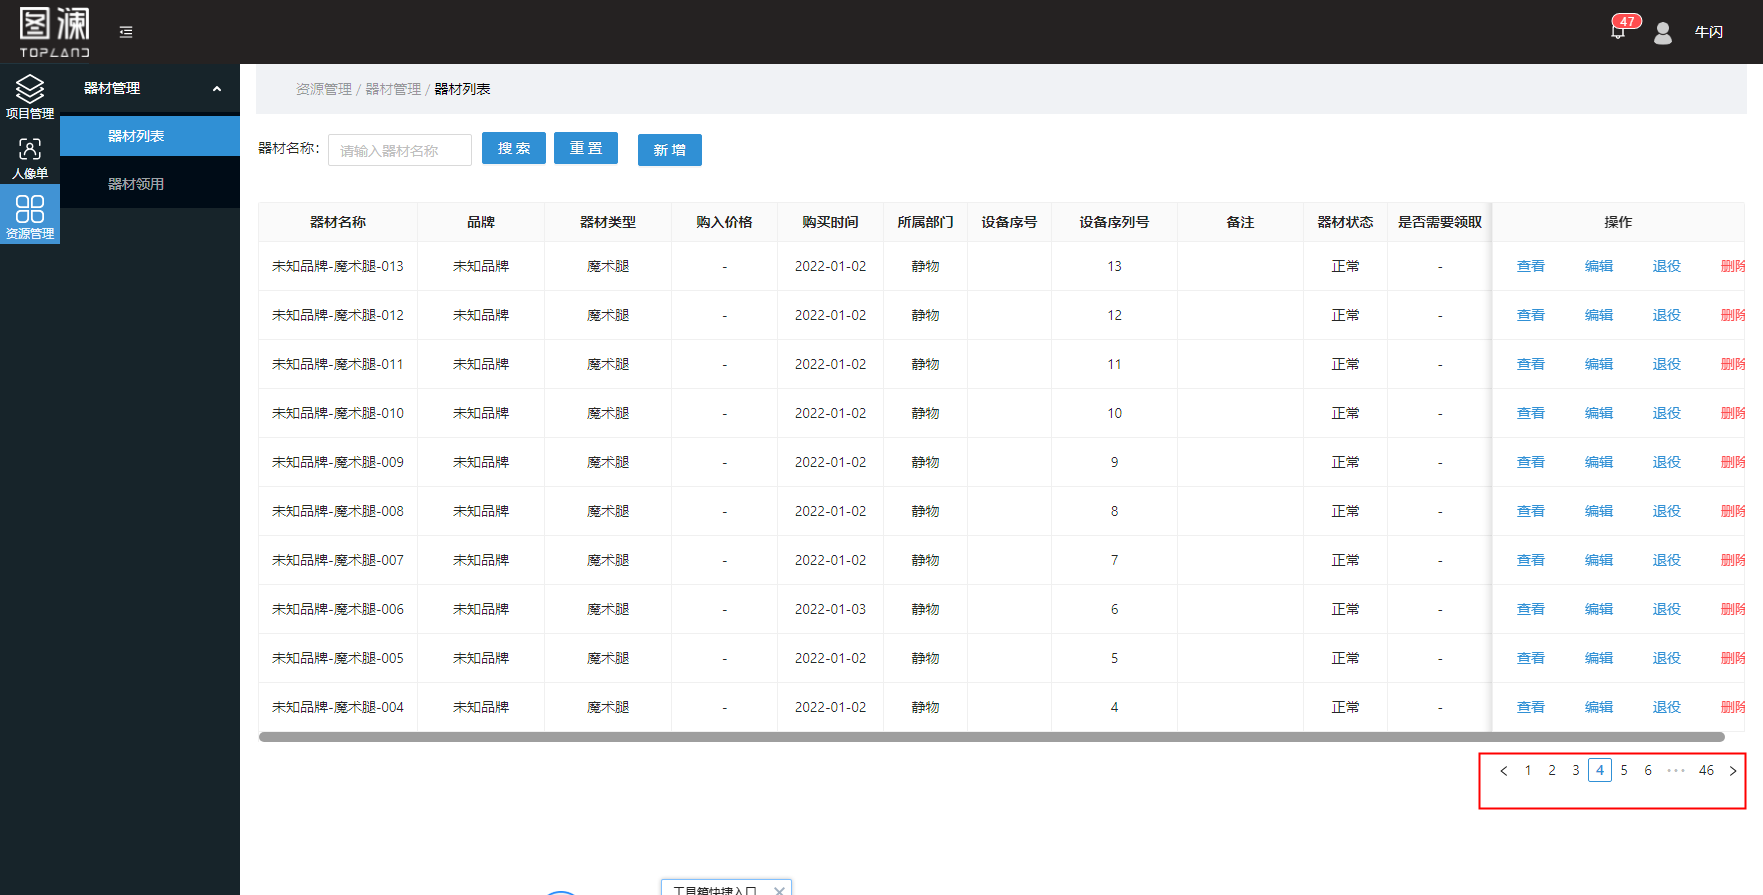 图澜
TOPLAND
47
牛闪
项目管理
人像单
资源管理
器材管理
器材列表
器材领用
资源管理 / 器材管理 / 器材列表
器材名称： 请输入器材名称 搜 索 重 置 新 增
器材名称 品牌 器材类型 购入价格 购买时间 所属部门 设备序号 设备序列号 备注 器材状态 是否需要领取 操作
未知品牌-魔术腿-013 未知品牌 魔术腿 - 2022-01-02 静物 13 正常 - 查看 编辑 退役 删除
未知品牌-魔术腿-012 未知品牌 魔术腿 - 2022-01-02 静物 12 正常 - 查看 编辑 退役 删除
未知品牌-魔术腿-011 未知品牌 魔术腿 - 2022-01-02 静物 11 正常 - 查看 编辑 退役 删除
未知品牌-魔术腿-010 未知品牌 魔术腿 - 2022-01-02 静物 10 正常 - 查看 编辑 退役 删除
未知品牌-魔术腿-009 未知品牌 魔术腿 - 2022-01-02 静物 9 正常 - 查看 编辑 退役 删除
未知品牌-魔术腿-008 未知品牌 魔术腿 - 2022-01-02 静物 8 正常 - 查看 编辑 退役 删除
未知品牌-魔术腿-007 未知品牌 魔术腿 - 2022-01-02 静物 7 正常 - 查看 编辑 退役 删除
未知品牌-魔术腿-006 未知品牌 魔术腿 - 2022-01-03 静物 6 正常 - 查看 编辑 退役 删除
未知品牌-魔术腿-005 未知品牌 魔术腿 - 2022-01-02 静物 5 正常 - 查看 编辑 退役 删除
未知品牌-魔术腿-004 未知品牌 魔术腿 - 2022-01-02 静物 4 正常 - 查看 编辑 退役 删除
< 1 2 3 4 5 6 ••• 46 >
工具箱快捷入口